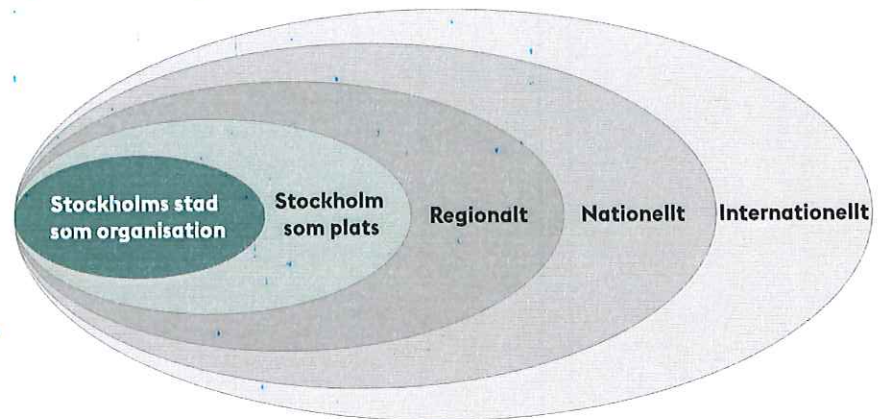 Stockholms stad
som organisation
Stockholm
som plats
Regionalt
Nationellt
Internationellt